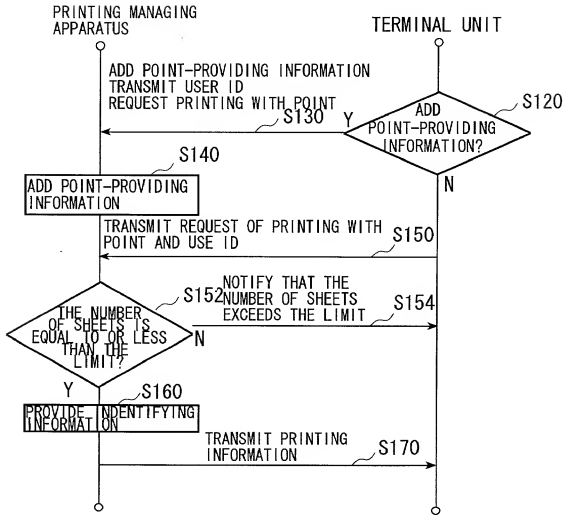 PRINTING MANAGING
APPARATUS
TERMINAL UNIT
ADD POINT-PROVIDING INFORMATION
TRANSMIT USER ID
REQUEST PRINTING WITH POINT
S130
Y
ADD
POINT-PROVIDING
INFORMATION?
S120
N
S140
ADD POINT-PROVIDING
INFORMATION
TRANSMIT REQUEST OF PRINTING WITH
POINT AND USE ID
S150
S152
THE NUMBER
OF SHEETS IS
EQUAL TO OR LESS
THAN THE
LIMIT?
N
NOTIFY THAT THE
NUMBER OF SHEETS
EXCEEDS THE LIMIT
S154
Y
S160
PROVIDE INDENTIFYING
INFORMATION
TRANSMIT PRINTING
INFORMATION
S170